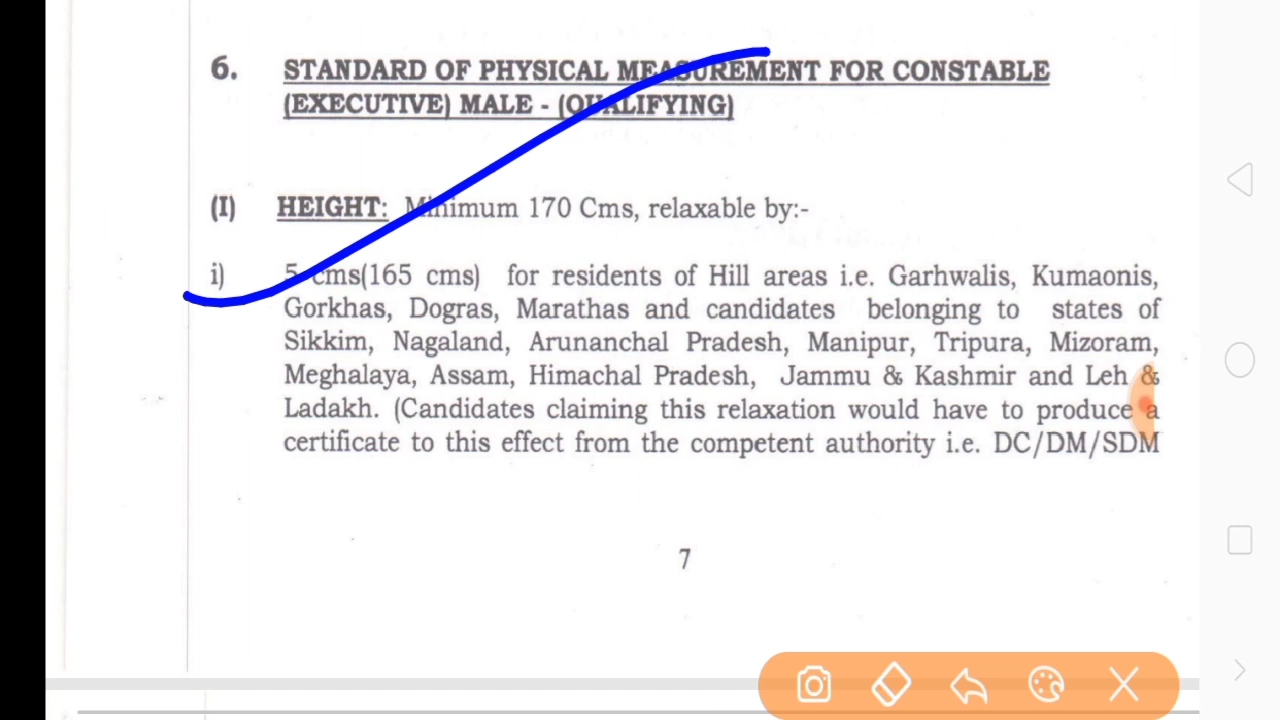 6. STANDARD OF PHYSICAL MEASUREMENT FOR CONSTABLE
(EXECUTIVE) MALE - (QUALIFYING)
(I) HEIGHT: Minimum 170 Cms, relaxable by:-
i) 5 cms(165 cms) for residents of Hill areas i.e. Garhwalis, Kumaonis,
Gorkhas, Dogras, Marathas and candidates belonging to states of
Sikkim, Nagaland, Arunanchal Pradesh, Manipur, Tripura, Mizoram,
Meghalaya, Assam, Himachal Pradesh, Jammu & Kashmir and Leh &
Ladakh. (Candidates claiming this relaxation would have to produce a
certificate to this effect from the competent authority i.e. DC/DM/SDM
7